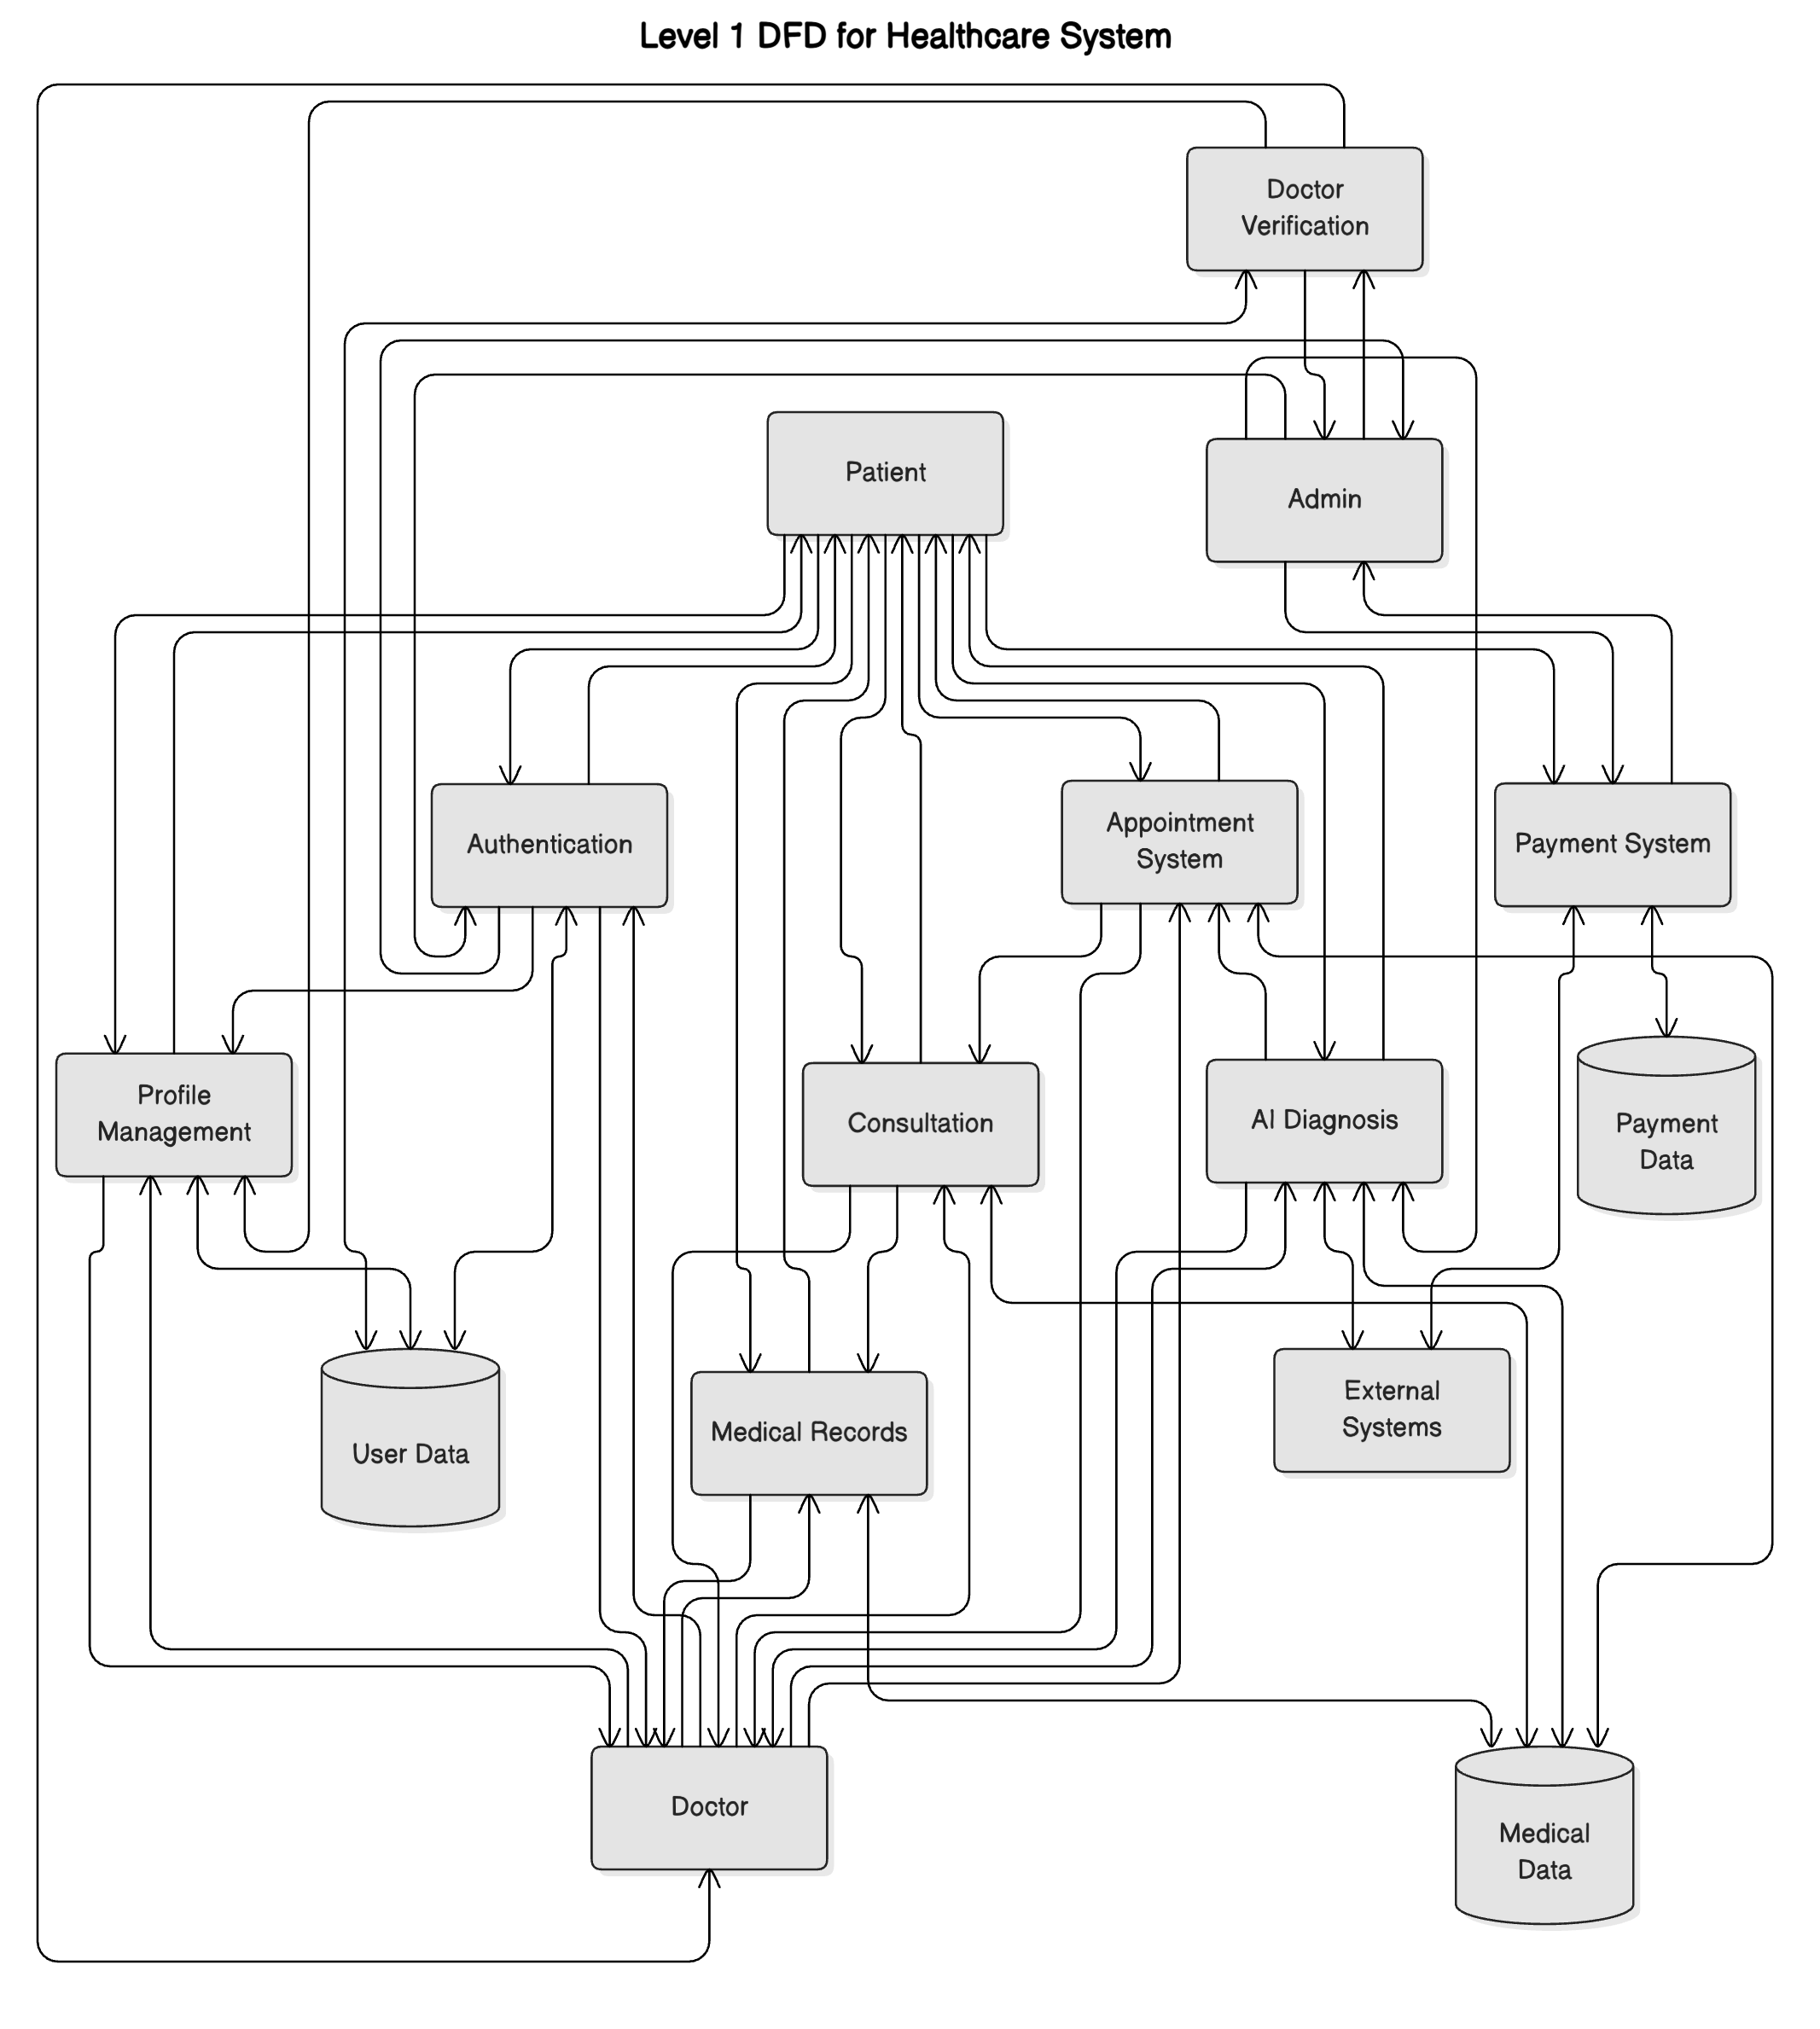 Level 1 DFD for Healthcare System
Doctor
Verification
Patient
Admin
Authentication
Appointment
System
Payment System
Profile
Management
Consultation
AI Diagnosis
Payment
Data
User Data
Medical Records
External
Systems
Doctor
Medical
Data